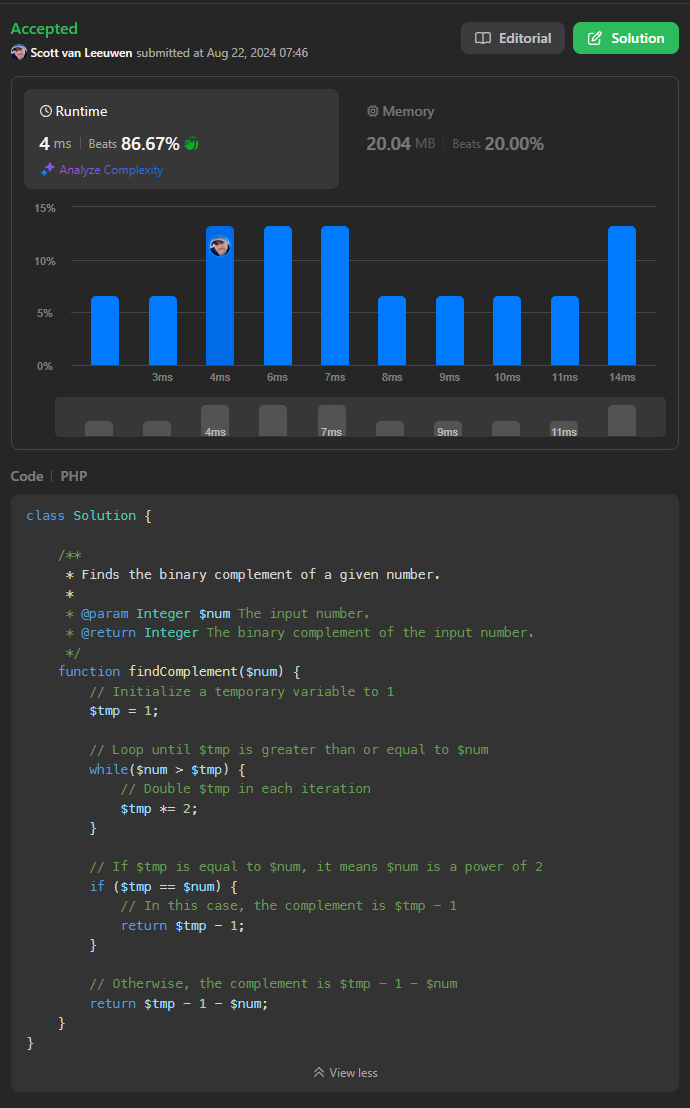 Accepted
Editorial
Solution
Scott van Leeuwen submitted at Aug 22, 2024 07:46
Runtime
Memory
4 ms | Beats 86.67%
20.04 MB | Beats 20.00%
Analyze Complexity
15%
10%
5%
0%
3ms 4ms 6ms 7ms 8ms 9ms 10ms 11ms 14ms
4ms 7ms 9ms 11ms
Code | PHP
class Solution {
    /**
     * Finds the binary complement of a given number.
     *
     * @param Integer $num The input number.
     * @return Integer The binary complement of the input number.
     */
    function findComplement($num) {
        // Initialize a temporary variable to 1
        $tmp = 1;
        // Loop until $tmp is greater than or equal to $num
        while($num > $tmp) {
            // Double $tmp in each iteration
            $tmp *= 2;
        }
        // If $tmp is equal to $num, it means $num is a power of 2
        if ($tmp == $num) {
            // In this case, the complement is $tmp - 1
            return $tmp - 1;
        }
        // Otherwise, the complement is $tmp - 1 - $num
        return $tmp - 1 - $num;
    }
}
View less